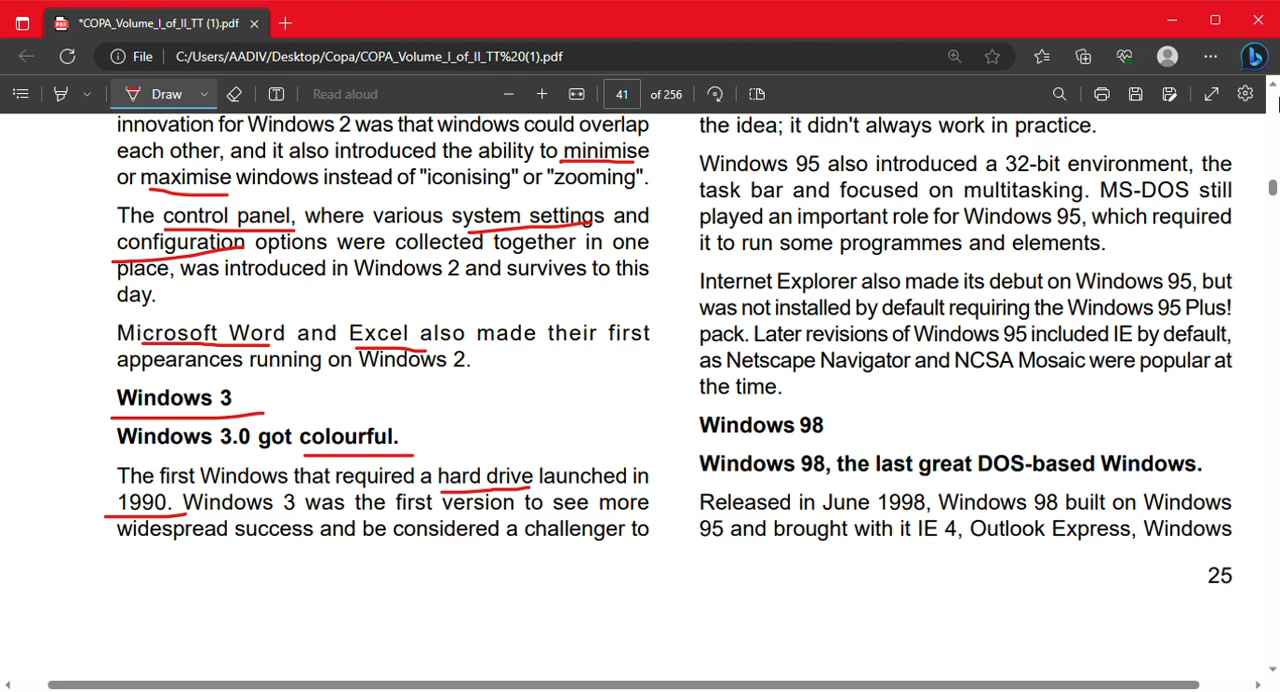 *COPA_Volume_I_of_II_TT (1).pdf
File
C:/Users/AADIV/Desktop/Copa/COPA_Volume_I_of_II_TT%20(1).pdf
Draw
Read aloud
41
of 256
innovation for Windows 2 was that windows could overlap
each other, and it also introduced the ability to minimise
or maximise windows instead of "iconising" or "zooming".
The control panel, where various system settings and
configuration options were collected together in one
place, was introduced in Windows 2 and survives to this
day.
Microsoft Word and Excel also made their first
appearances running on Windows 2.
Windows 3
Windows 3.0 got colourful.
The first Windows that required a hard drive launched in
1990. Windows 3 was the first version to see more
widespread success and be considered a challenger to
the idea; it didn't always work in practice.
Windows 95 also introduced a 32-bit environment, the
task bar and focused on multitasking. MS-DOS still
played an important role for Windows 95, which required
it to run some programmes and elements.
Internet Explorer also made its debut on Windows 95, but
was not installed by default requiring the Windows 95 Plus!
pack. Later revisions of Windows 95 included IE by default,
as Netscape Navigator and NCSA Mosaic were popular at
the time.
Windows 98
Windows 98, the last great DOS-based Windows.
Released in June 1998, Windows 98 built on Windows
95 and brought with it IE 4, Outlook Express, Windows
25